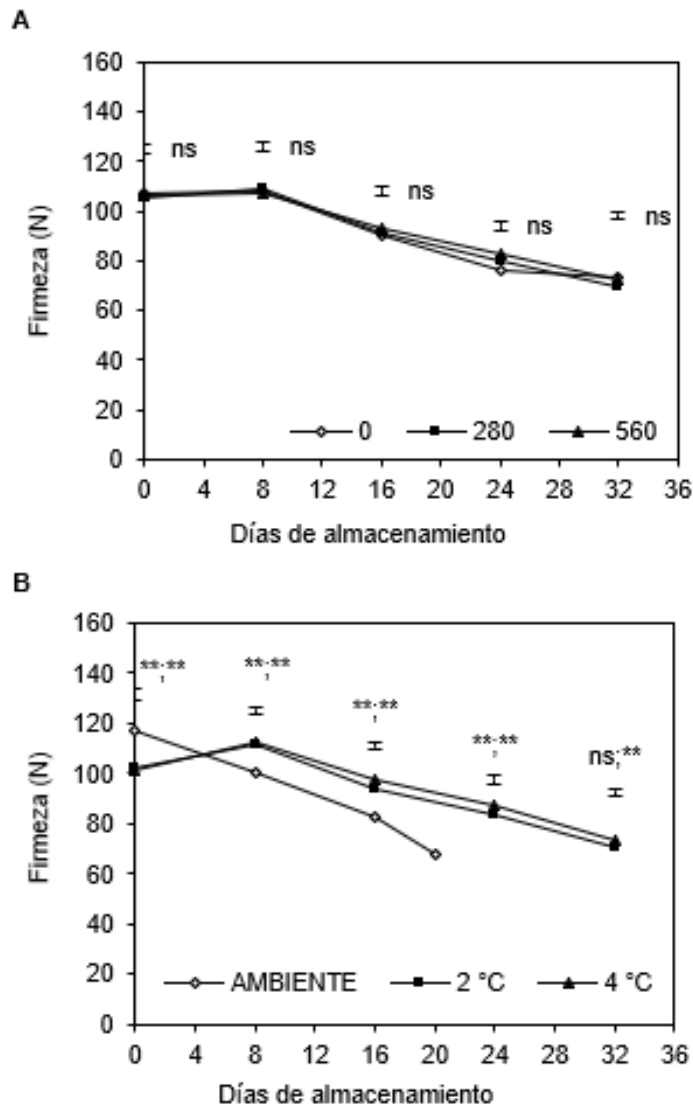 A
160
140
120
100
80
60
40
20
0
Firmeza (N)
ns
ns
ns
ns
ns
0 280 560
0 4 8 12 16 20 24 28 32 36
Días de almacenamiento
B
160
140
120
100
80
60
40
20
0
Firmeza (N)
**;**
**;**
**;**
**;**
ns;**
AMBIENTE 2 °C 4 °C
0 4 8 12 16 20 24 28 32 36
Días de almacenamiento